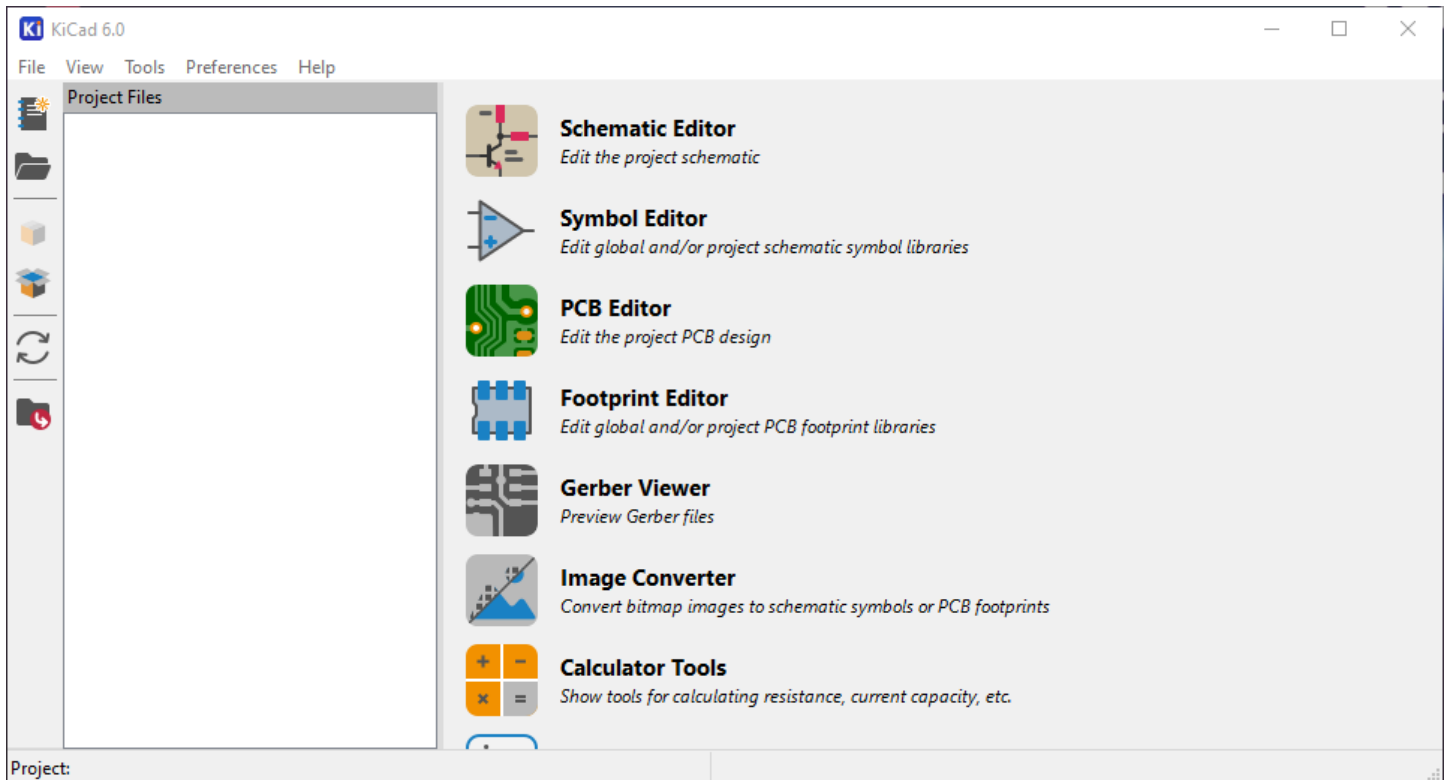 Ki KiCad 6.0
File View Tools Preferences Help
Project Files
Schematic Editor
Edit the project schematic
Symbol Editor
Edit global and/or project schematic symbol libraries
PCB Editor
Edit the project PCB design
Footprint Editor
Edit global and/or project PCB footprint libraries
Gerber Viewer
Preview Gerber files
Image Converter
Convert bitmap images to schematic symbols or PCB footprints
Calculator Tools
Show tools for calculating resistance, current capacity, etc.
Project: